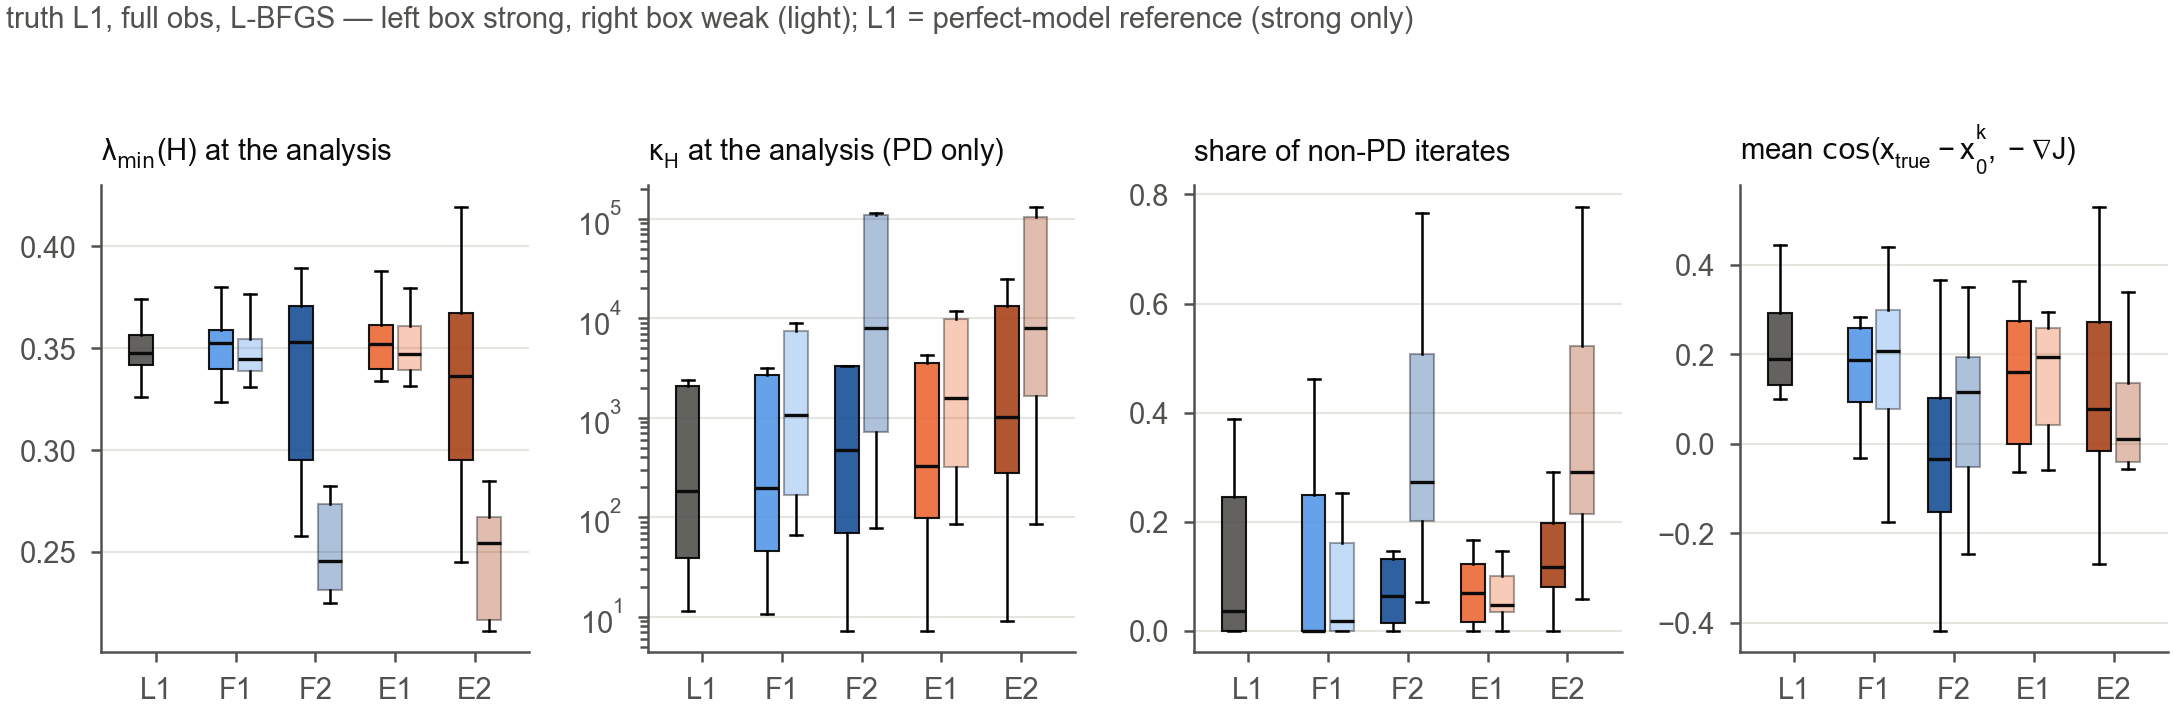 truth L1, full obs, L-BFGS — left box strong, right box weak (light); L1 = perfect-model reference (strong only)
λmin(H) at the analysis
0.40
0.35
0.30
0.25
L1 F1 F2 E1 E2
κH at the analysis (PD only)
10^5
10^4
10^3
10^2
10^1
L1 F1 F2 E1 E2
share of non-PD iterates
0.8
0.6
0.4
0.2
0.0
L1 F1 F2 E1 E2
mean cos(xtrue − x0^k, − ∇J)
0.4
0.2
0.0
−0.2
−0.4
L1 F1 F2 E1 E2